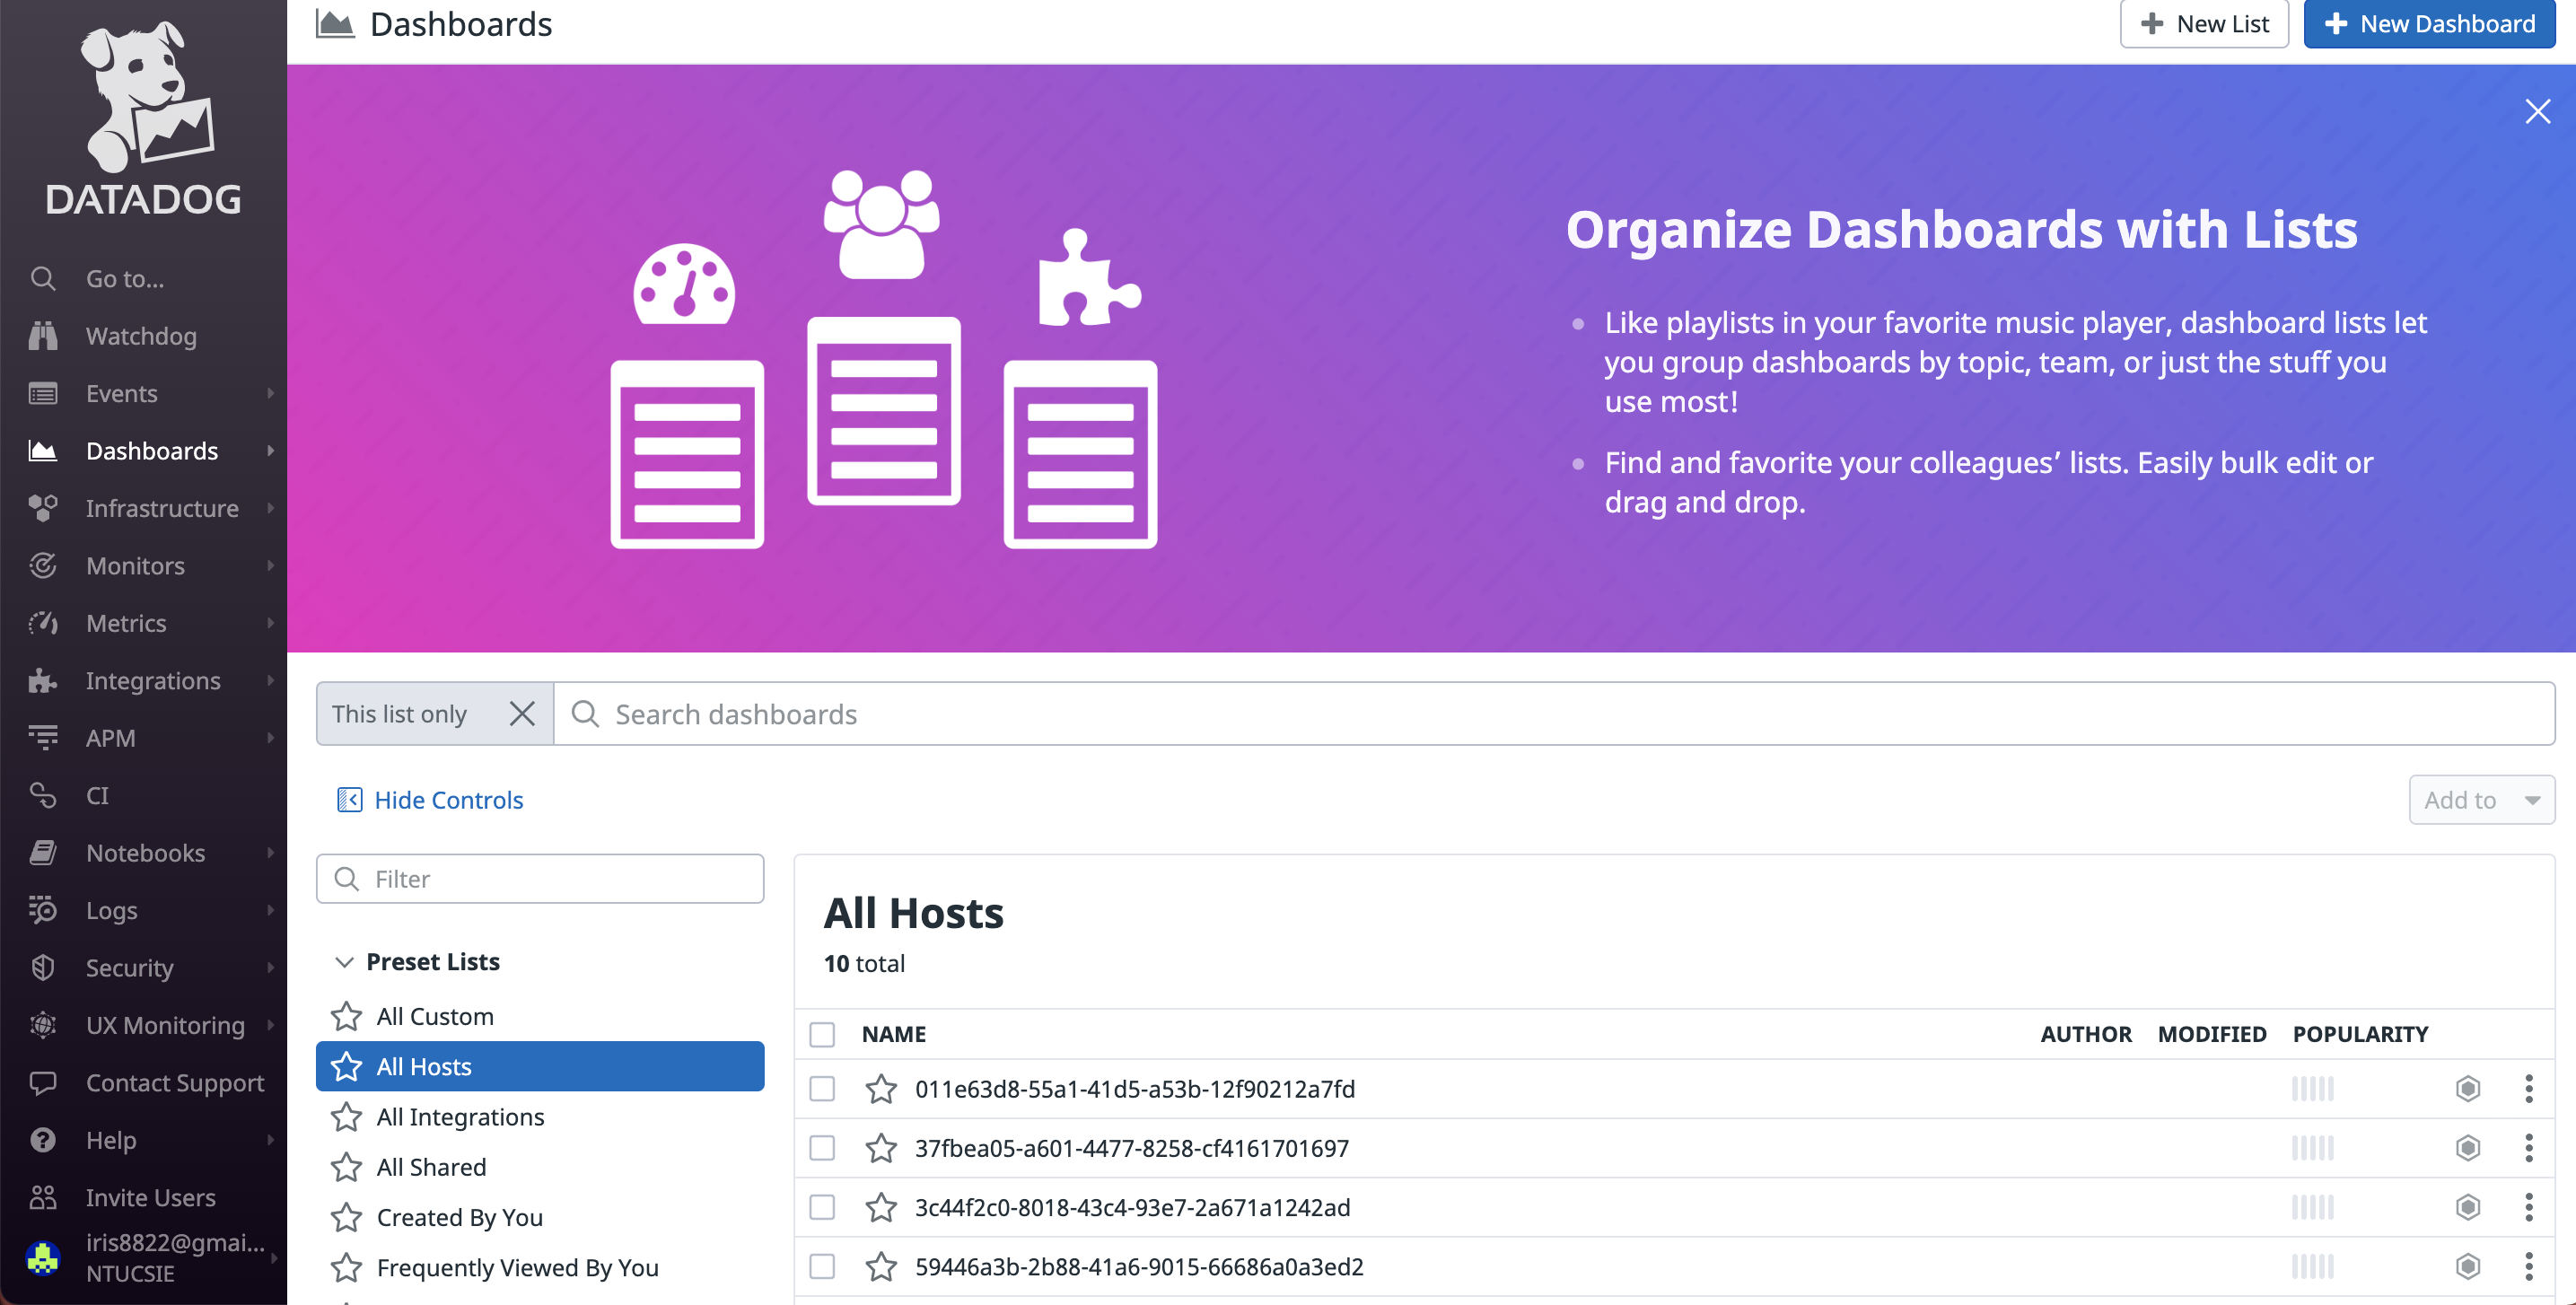 DATADOG
Go to...
Watchdog
Events
Dashboards
Infrastructure
Monitors
Metrics
Integrations
APM
CI
Notebooks
Logs
Security
UX Monitoring
Contact Support
Help
Invite Users
iris8822@gmai...
NTUCSIE
Dashboards
New List
New Dashboard
Organize Dashboards with Lists
Like playlists in your favorite music player, dashboard lists let
you group dashboards by topic, team, or just the stuff you
use most!
Find and favorite your colleagues’ lists. Easily bulk edit or
drag and drop.
This list only
Search dashboards
Hide Controls
Add to
Filter
Preset Lists
All Custom
All Hosts
All Integrations
All Shared
Created By You
Frequently Viewed By You
All Hosts
10 total
NAME AUTHOR MODIFIED POPULARITY
011e63d8-55a1-41d5-a53b-12f90212a7fd
37fbea05-a601-4477-8258-cf4161701697
3c44f2c0-8018-43c4-93e7-2a671a1242ad
59446a3b-2b88-41a6-9015-66686a0a3ed2